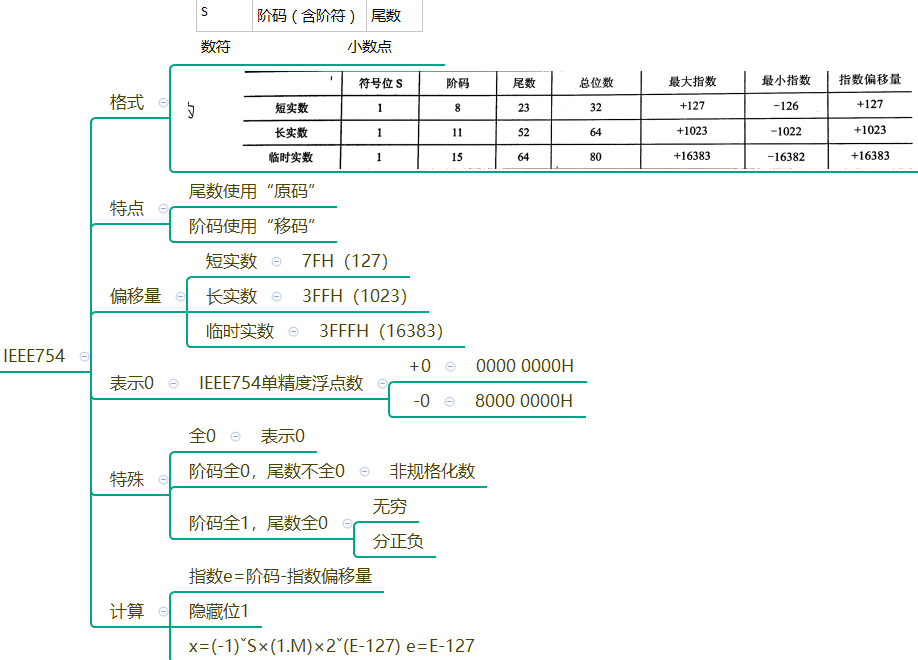 S 阶码（含阶符） 尾数
数符 小数点
格式
符号位 S 阶码 尾数 总位数 最大指数 最小指数 指数偏移量
短实数 1 8 23 32 +127 −126 +127
长实数 1 11 52 64 +1023 −1022 +1023
临时实数 1 15 64 80 +16383 −16382 +16383
特点
尾数使用“原码”
阶码使用“移码”
偏移量
短实数 7FH（127）
长实数 3FFH（1023）
临时实数 3FFFH（16383）
IEEE754
表示0 IEEE754单精度浮点数
+0 0000 0000H
-0 8000 0000H
特殊
全0 表示0
阶码全0，尾数不全0 非规格化数
阶码全1，尾数全0
无穷
分正负
计算
指数e=阶码-指数偏移量
隐藏位1
x=(-1)ˇS×(1.M)×2ˇ(E-127) e=E-127